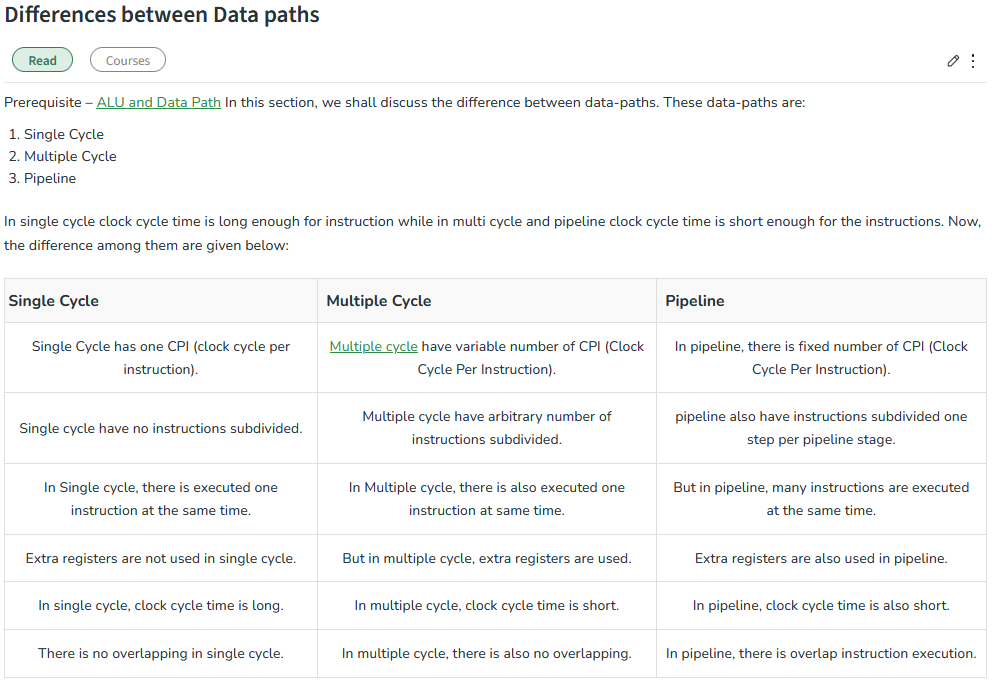 Differences between Data paths
Read
Courses
Prerequisite – ALU and Data Path In this section, we shall discuss the difference between data-paths. These data-paths are:
1. Single Cycle
2. Multiple Cycle
3. Pipeline
In single cycle clock cycle time is long enough for instruction while in multi cycle and pipeline clock cycle time is short enough for the instructions. Now,
the difference among them are given below:
Single Cycle
Multiple Cycle
Pipeline
Single Cycle has one CPI (clock cycle per
instruction).
Multiple cycle have variable number of CPI (Clock
Cycle Per Instruction).
In pipeline, there is fixed number of CPI (Clock
Cycle Per Instruction).
Single cycle have no instructions subdivided.
Multiple cycle have arbitrary number of
instructions subdivided.
pipeline also have instructions subdivided one
step per pipeline stage.
In Single cycle, there is executed one
instruction at the same time.
In Multiple cycle, there is also executed one
instruction at same time.
But in pipeline, many instructions are executed
at the same time.
Extra registers are not used in single cycle.
But in multiple cycle, extra registers are used.
Extra registers are also used in pipeline.
In single cycle, clock cycle time is long.
In multiple cycle, clock cycle time is short.
In pipeline, clock cycle time is also short.
There is no overlapping in single cycle.
In multiple cycle, there is also no overlapping.
In pipeline, there is overlap instruction execution.